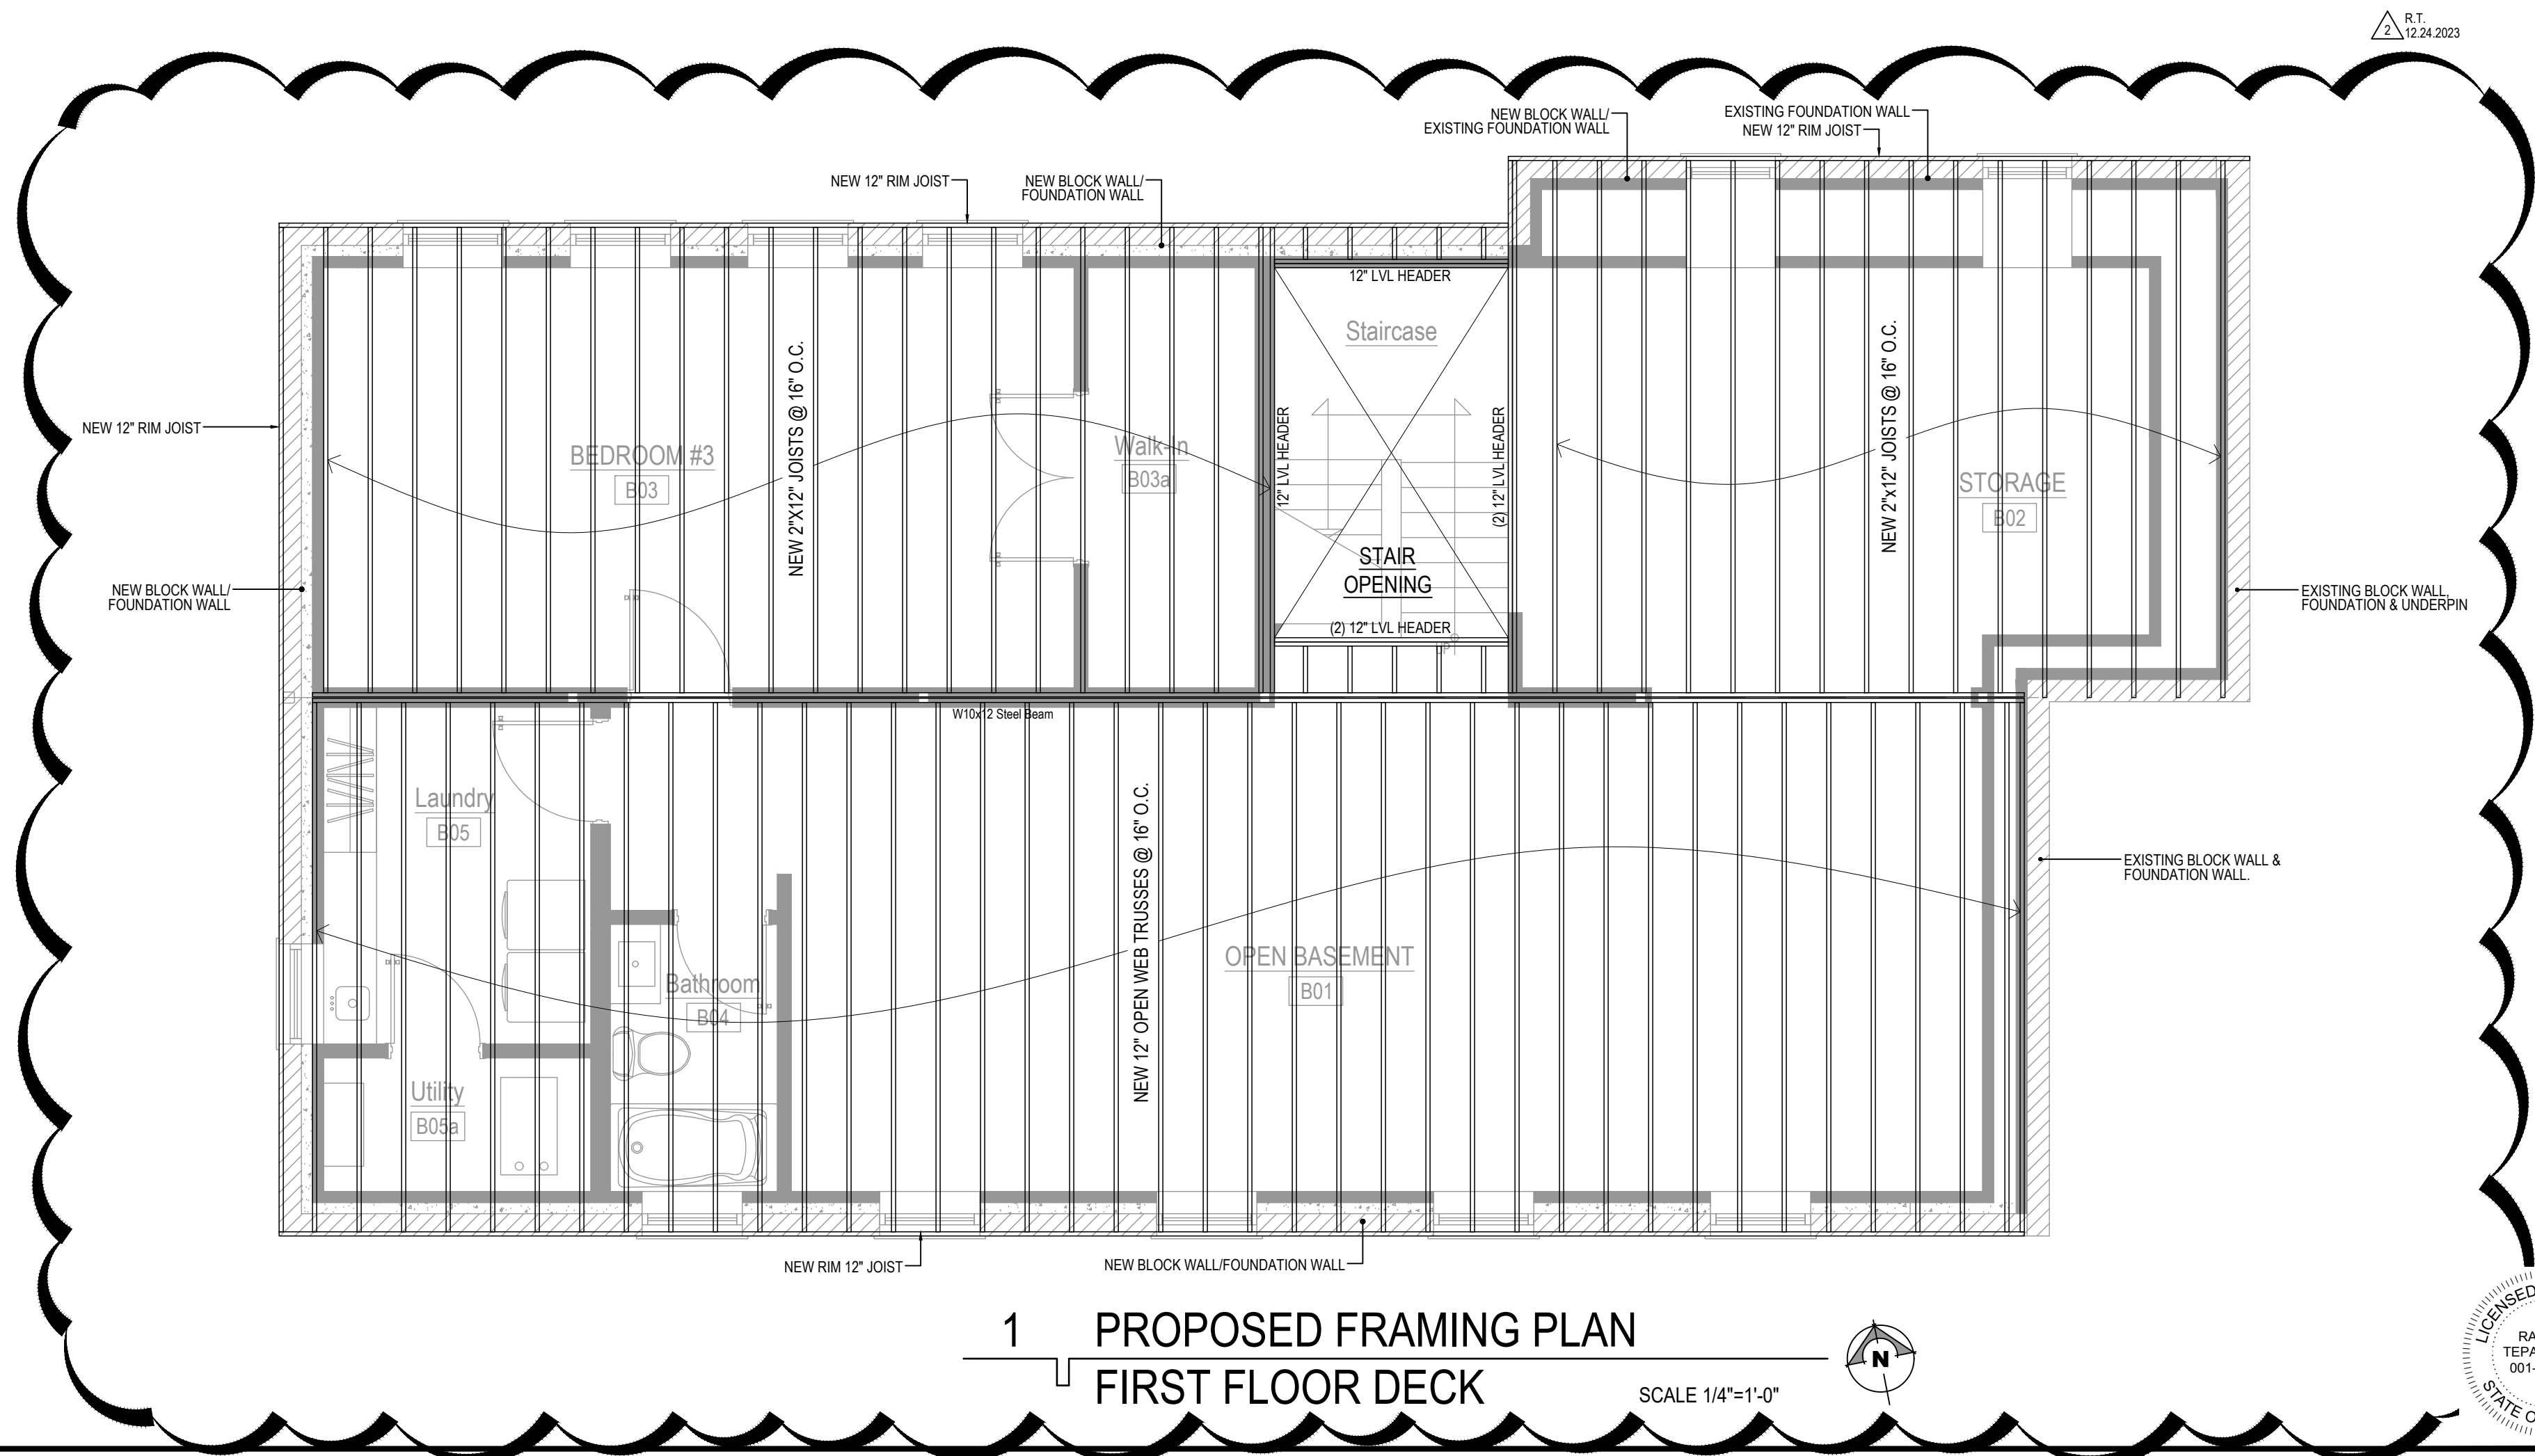 2
R.T.
12.24.2023
NEW BLOCK WALL/
EXISTING FOUNDATION WALL
EXISTING FOUNDATION WALL
NEW 12" RIM JOIST
NEW 12" RIM JOIST
NEW BLOCK WALL/
FOUNDATION WALL
12" LVL HEADER
Staircase
NEW 2"X12" JOISTS @ 16" O.C.
NEW 2"x12" JOISTS @ 16" O.C.
NEW 12" RIM JOIST
BEDROOM #3
B03
Walk-In
B03a
12" LVL HEADER
(2) 12" LVL HEADER
STORAGE
B02
STAIR
OPENING
NEW BLOCK WALL/
FOUNDATION WALL
EXISTING BLOCK WALL,
FOUNDATION & UNDERPIN
(2) 12" LVL HEADER
UP
W10x12 Steel Beam
Laundry
B05
NEW 12" OPEN WEB TRUSSES @ 16" O.C.
EXISTING BLOCK WALL &
FOUNDATION WALL.
OPEN BASEMENT
B01
Bathroom
B04
Utility
B05a
NEW RIM 12" JOIST
NEW BLOCK WALL/FOUNDATION WALL
1 PROPOSED FRAMING PLAN
FIRST FLOOR DECK
SCALE 1/4"=1'-0"
N
LICENSED
RA
TEPA
001-
STATE O